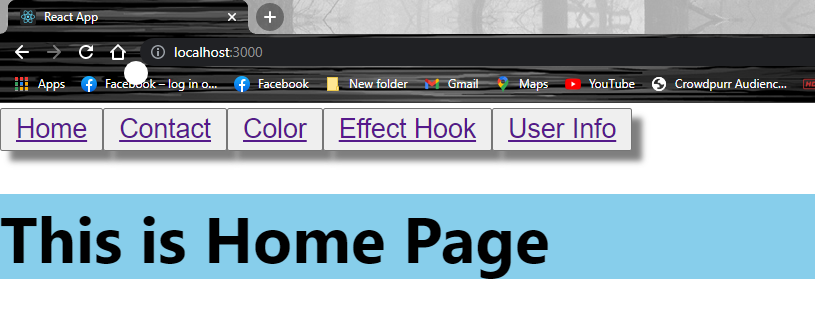 React App
localhost:3000
Apps Facebook – log in o... Facebook New folder Gmail Maps YouTube Crowdpurr Audienc...
Home Contact Color Effect Hook User Info
This is Home Page